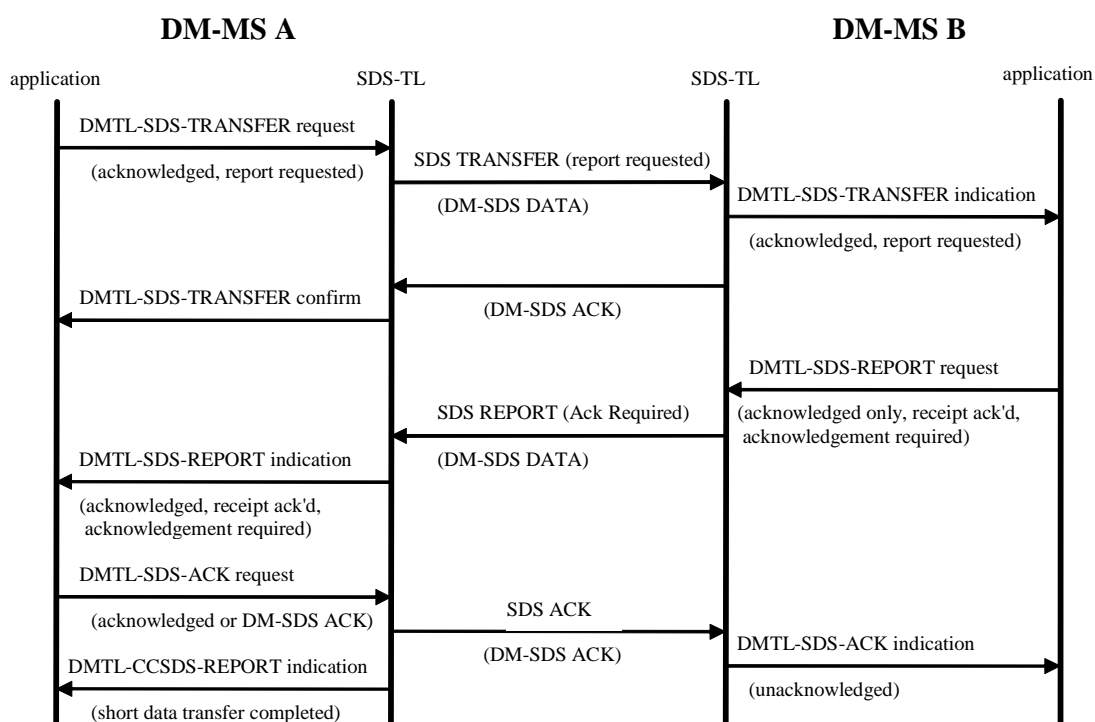 DM-MS A
DM-MS B
application
SDS-TL
SDS-TL
application
DMTL-SDS-TRANSFER request
(acknowledged, report requested)
SDS TRANSFER (report requested)
(DM-SDS DATA)
DMTL-SDS-TRANSFER indication
(acknowledged, report requested)
(DM-SDS ACK)
DMTL-SDS-TRANSFER confirm
DMTL-SDS-REPORT request
(acknowledged only, receipt ack'd,
acknowledgement required)
SDS REPORT (Ack Required)
(DM-SDS DATA)
DMTL-SDS-REPORT indication
(acknowledged, receipt ack'd,
acknowledgement required)
DMTL-SDS-ACK request
(acknowledged or DM-SDS ACK)
SDS ACK
(DM-SDS ACK)
DMTL-SDS-ACK indication
(unacknowledged)
DMTL-CCSDS-REPORT indication
(short data transfer completed)